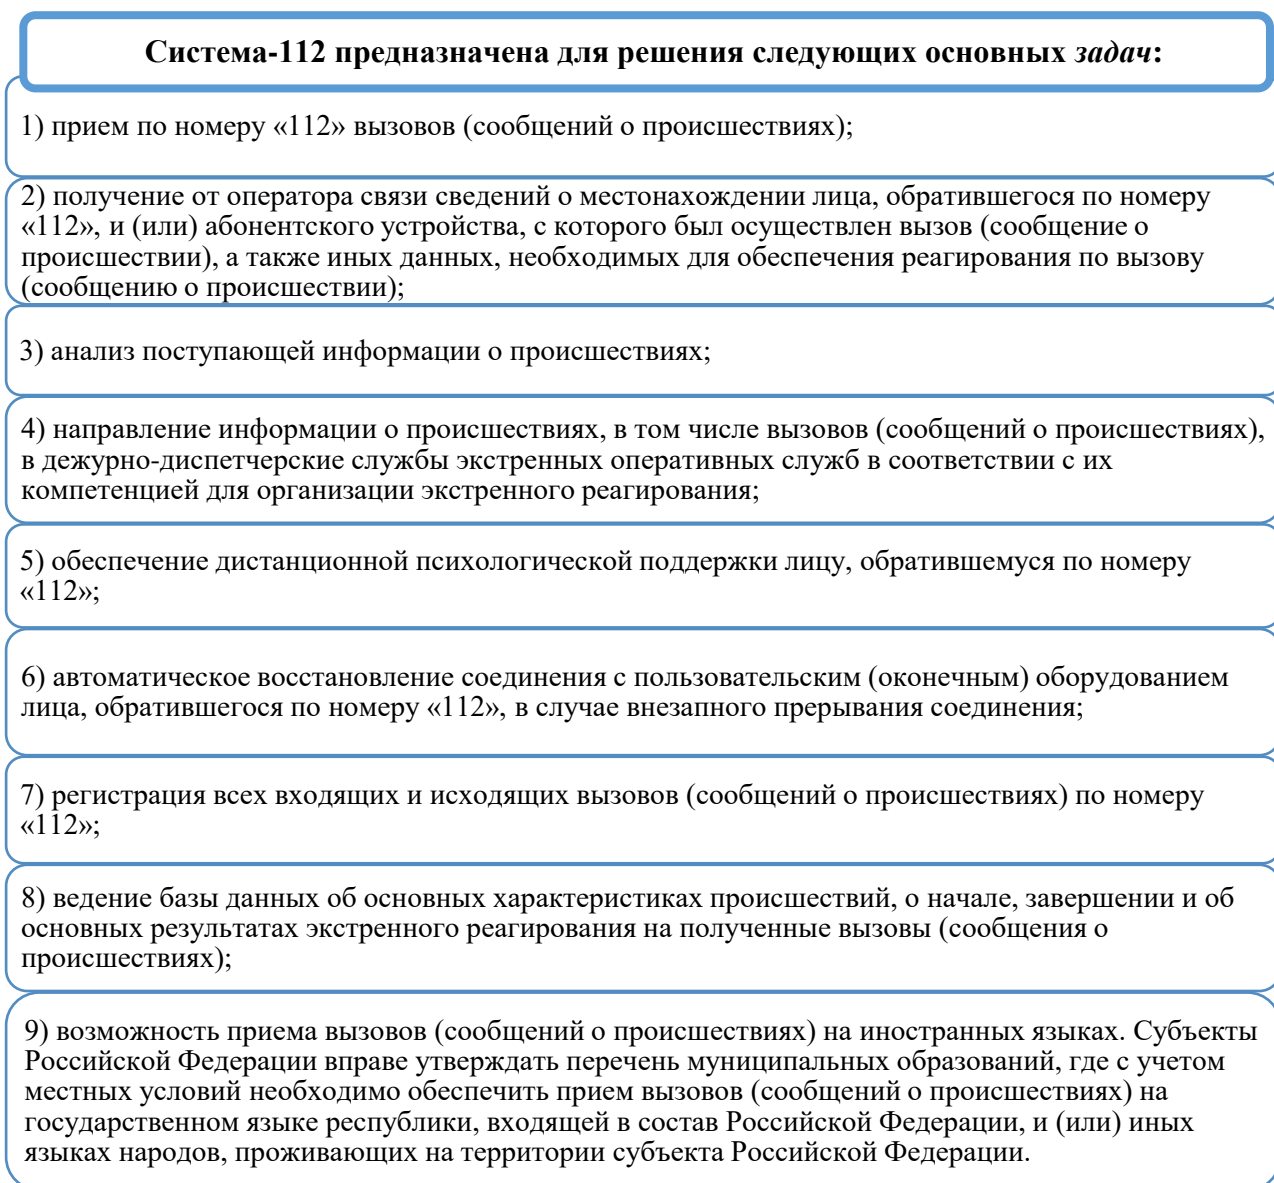 Система-112 предназначена для решения следующих основных задач:
1) прием по номеру «112» вызовов (сообщений о происшествиях);
2) получение от оператора связи сведений о местонахождении лица, обратившегося по номеру
«112», и (или) абонентского устройства, с которого был осуществлен вызов (сообщение о
происшествии), а также иных данных, необходимых для обеспечения реагирования по вызову
(сообщению о происшествии);
3) анализ поступающей информации о происшествиях;
4) направление информации о происшествиях, в том числе вызовов (сообщений о происшествиях),
в дежурно-диспетчерские службы экстренных оперативных служб в соответствии с их
компетенцией для организации экстренного реагирования;
5) обеспечение дистанционной психологической поддержки лицу, обратившемуся по номеру
«112»;
6) автоматическое восстановление соединения с пользовательским (оконечным) оборудованием
лица, обратившегося по номеру «112», в случае внезапного прерывания соединения;
7) регистрация всех входящих и исходящих вызовов (сообщений о происшествиях) по номеру
«112»;
8) ведение базы данных об основных характеристиках происшествий, о начале, завершении и об
основных результатах экстренного реагирования на полученные вызовы (сообщения о
происшествиях);
9) возможность приема вызовов (сообщений о происшествиях) на иностранных языках. Субъекты
Российской Федерации вправе утверждать перечень муниципальных образований, где с учетом
местных условий необходимо обеспечить прием вызовов (сообщений о происшествиях) на
государственном языке республики, входящей в состав Российской Федерации, и (или) иных
языках народов, проживающих на территории субъекта Российской Федерации.